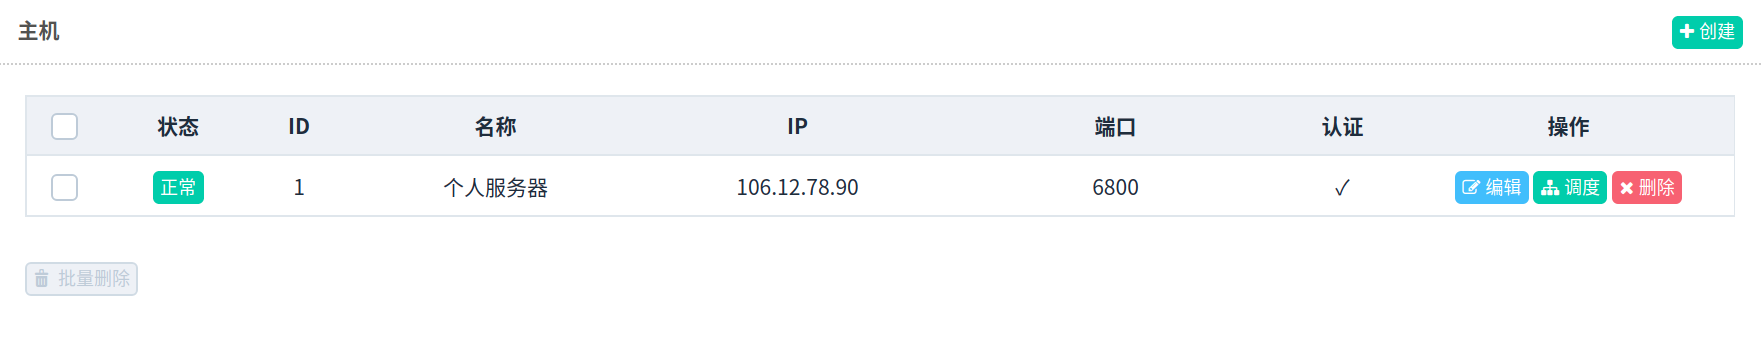 主机
创建
状态 ID 名称 IP 端口 认证 操作
正常 1 个人服务器 106.12.78.90 6800 ✓ 编辑 调度 删除
批量删除